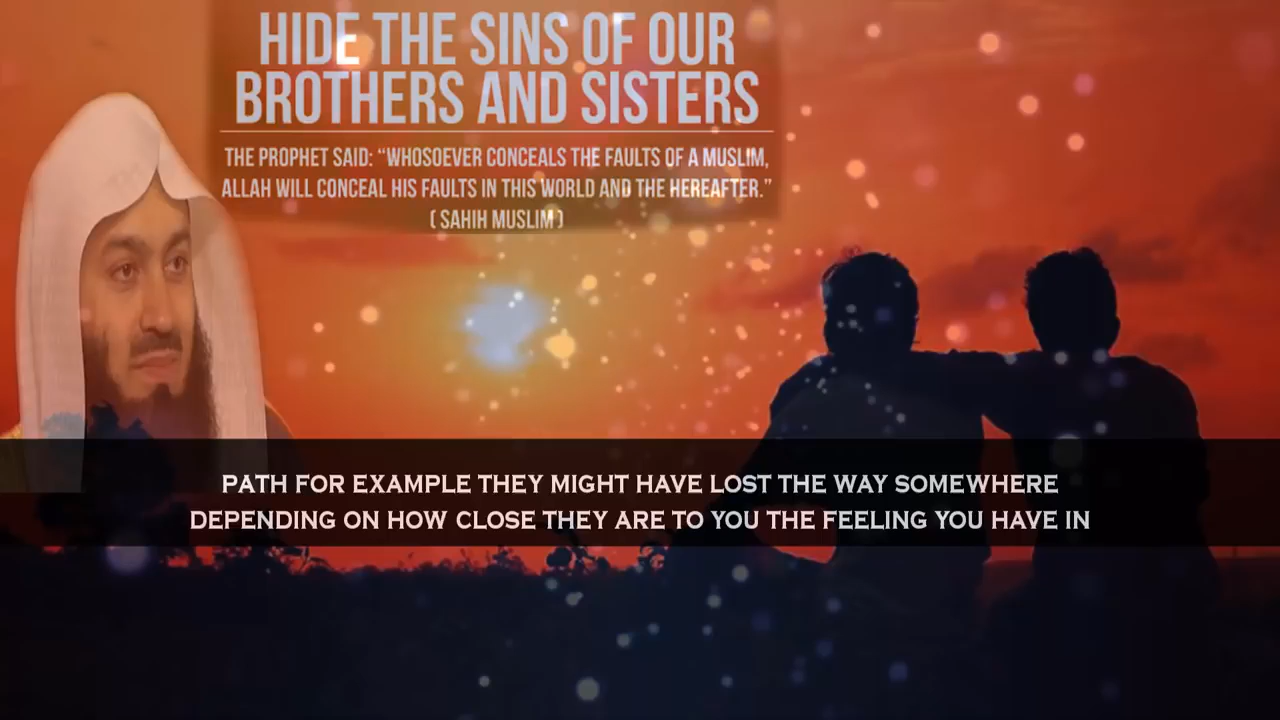 HIDE THE SINS OF OUR
BROTHERS AND SISTERS
THE PROPHET SAID: “WHOSOEVER CONCEALS THE FAULTS OF A MUSLIM,
ALLAH WILL CONCEAL HIS FAULTS IN THIS WORLD AND THE HEREAFTER.”
( SAHIH MUSLIM )
PATH FOR EXAMPLE THEY MIGHT HAVE LOST THE WAY SOMEWHERE
DEPENDING ON HOW CLOSE THEY ARE TO YOU THE FEELING YOU HAVE IN